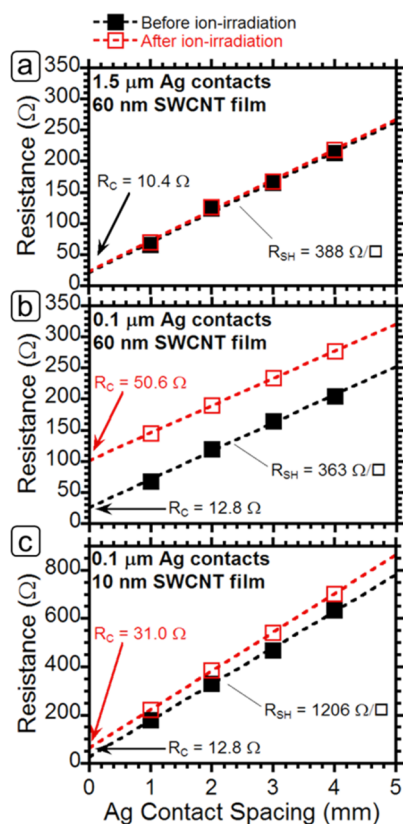 Before ion-irradiation
After ion-irradiation
a
1.5 μm Ag contacts
60 nm SWCNT film
R_C = 10.4 Ω
R_SH = 388 Ω/□
350
300
250
200
150
100
50
0
Resistance (Ω)
b
0.1 μm Ag contacts
60 nm SWCNT film
R_C = 50.6 Ω
R_SH = 363 Ω/□
R_C = 12.8 Ω
350
300
250
200
150
100
50
0
Resistance (Ω)
c
0.1 μm Ag contacts
10 nm SWCNT film
R_C = 31.0 Ω
R_SH = 1206 Ω/□
R_C = 12.8 Ω
800
600
400
200
0
Resistance (Ω)
0 1 2 3 4 5
Ag Contact Spacing (mm)